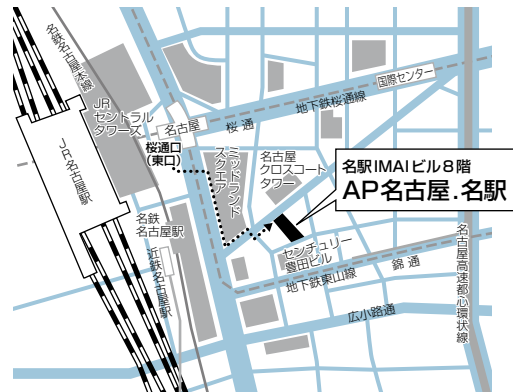 名鉄名古屋本線
JR
セントラル
タワーズ
JR名古屋駅
名古屋
桜通
地下鉄桜通線
国際センター
桜通口
(東口)
ミッドランド
スクエア
名古屋
クロスコート
タワー
名駅IMAIビル8階
AP名古屋.名駅
名鉄
名古屋駅
近鉄名古屋駅
センチュリー
豊田ビル
地下鉄東山線
錦通
広小路通
名古屋高速都心環状線